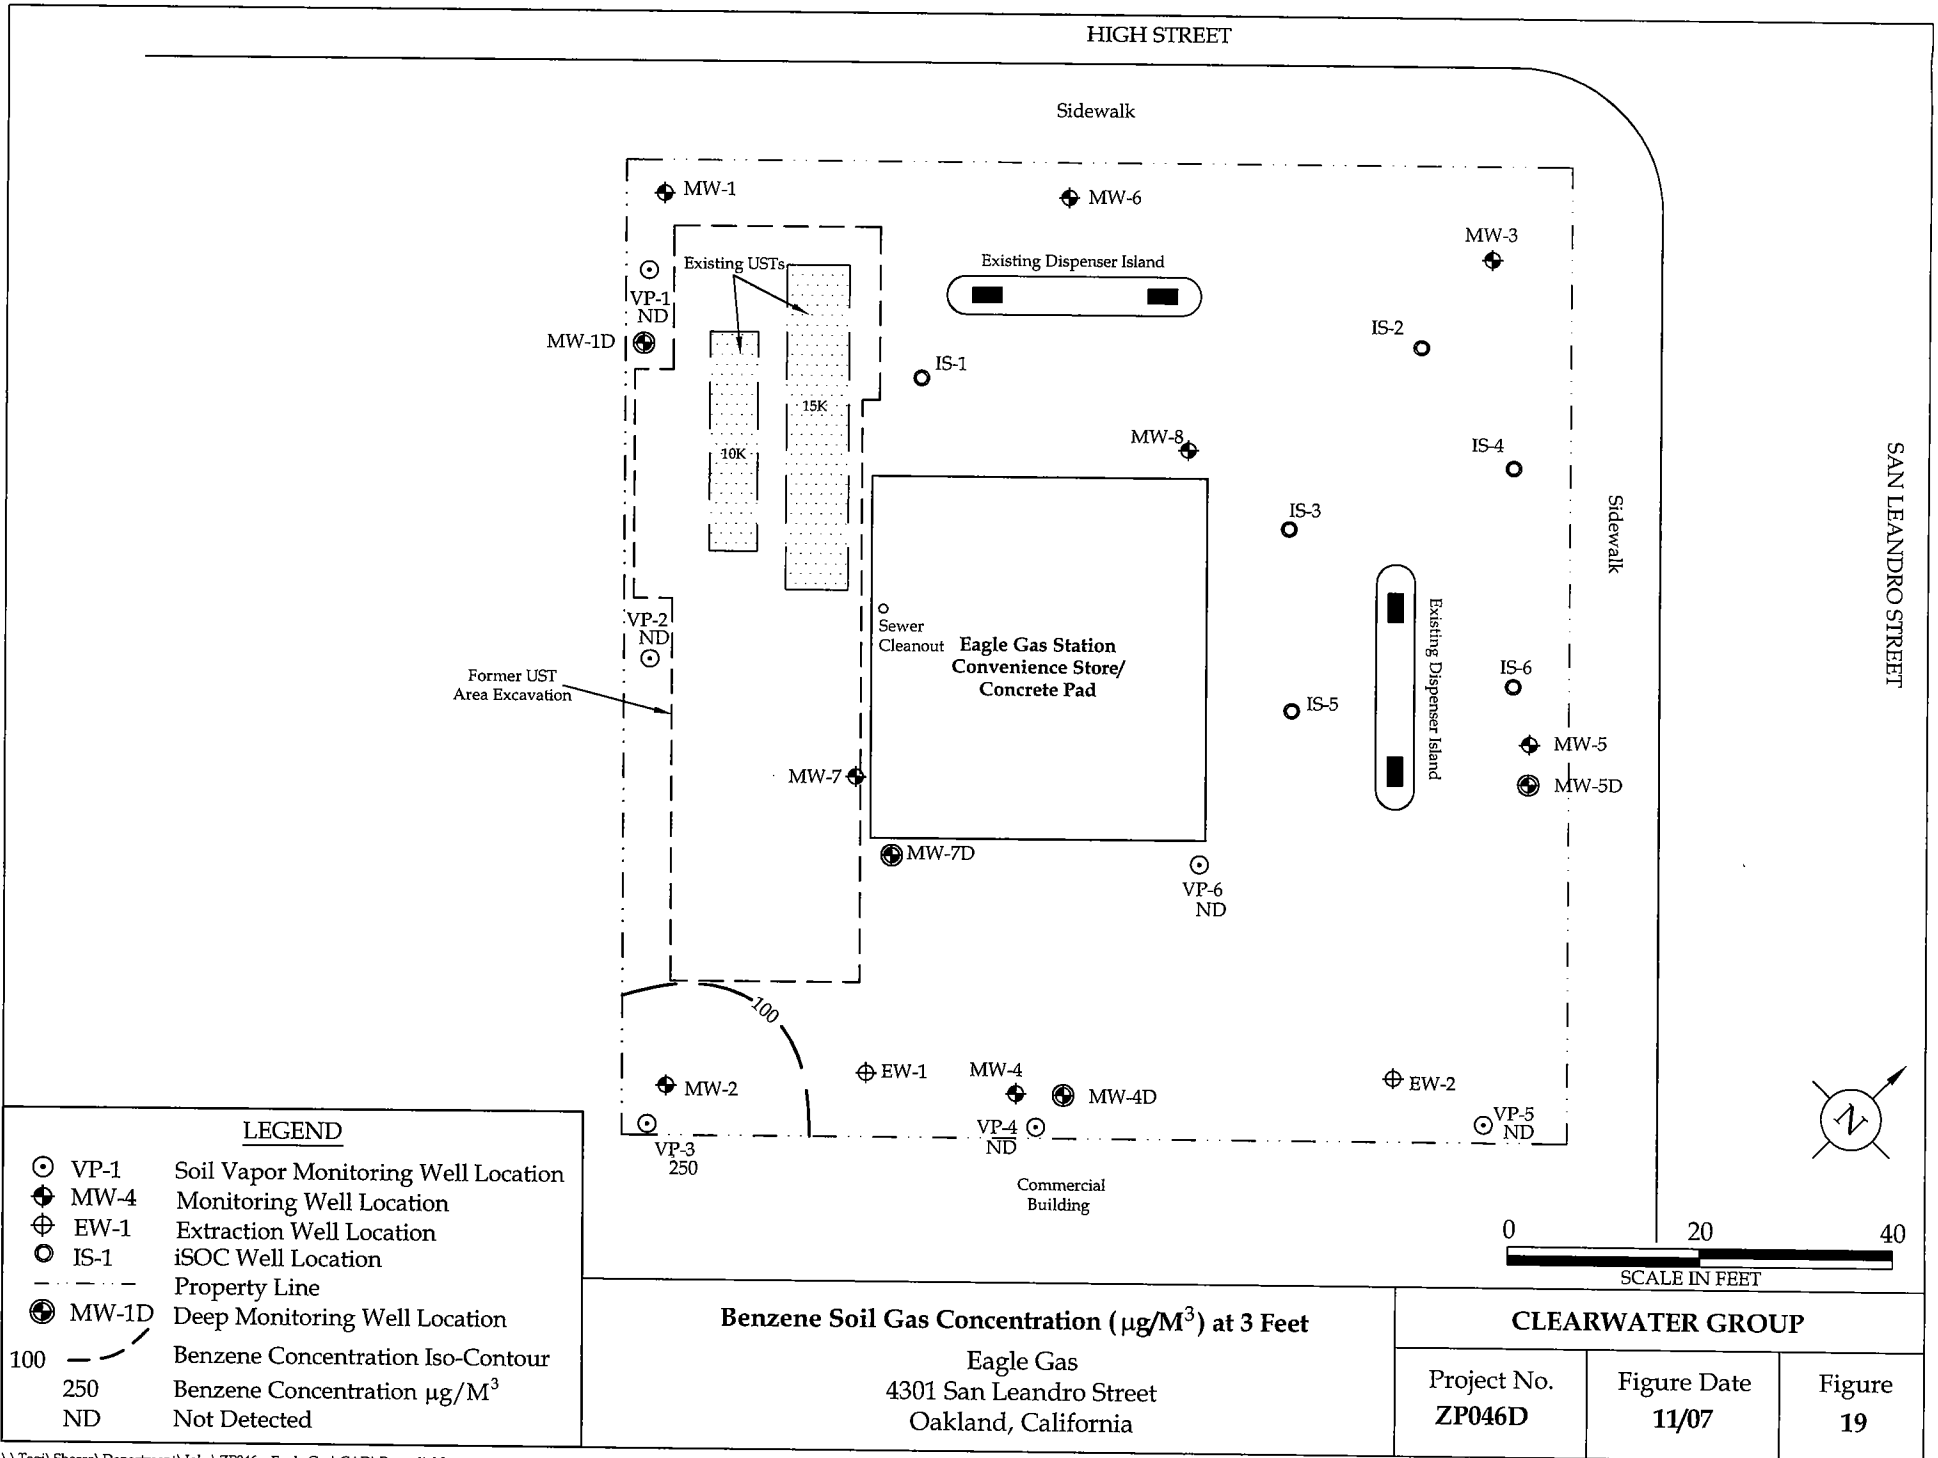 HIGH STREET
Sidewalk
MW-1
MW-6
MW-3
Existing USTs
Existing Dispenser Island
VP-1
ND
MW-1D
IS-2
IS-1
15K
MW-8
IS-4
10K
IS-3
Sidewalk
SAN LEANDRO STREET
VP-2
ND
Sewer
Cleanout
Eagle Gas Station
Convenience Store/
Concrete Pad
Existing Dispenser Island
Former UST
Area Excavation
IS-6
IS-5
MW-5
MW-7
MW-5D
MW-7D
VP-6
ND
100
MW-2
EW-1
MW-4
MW-4D
EW-2
VP-3
250
VP-4
ND
VP-5
ND
N
Commercial
Building
0 20 40
SCALE IN FEET
LEGEND
VP-1 Soil Vapor Monitoring Well Location
MW-4 Monitoring Well Location
EW-1 Extraction Well Location
IS-1 iSOC Well Location
Property Line
MW-1D Deep Monitoring Well Location
100 Benzene Concentration Iso-Contour
250 Benzene Concentration µg/M³
ND Not Detected
Benzene Soil Gas Concentration (µg/M³) at 3 Feet
Eagle Gas
4301 San Leandro Street
Oakland, California
CLEARWATER GROUP
Project No.
ZP046D
Figure Date
11/07
Figure
19